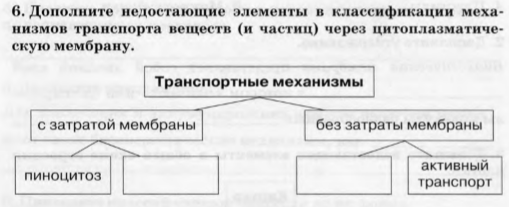 6. Дополните недостающие элементы в классификации меха-
низмов транспорта веществ (и частиц) через цитоплазматиче-
скую мембрану.
Транспортные механизмы
с затратой мембраны
без затраты мембраны
пиноцитоз
активный
транспорт